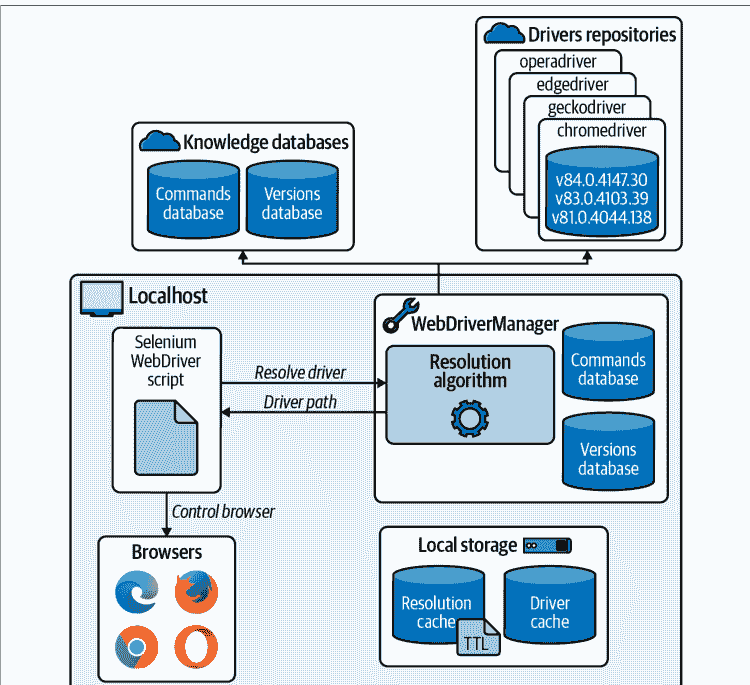 Drivers repositories
operadriver
edgedriver
geckodriver
chromedriver
v84.0.4147.30
v83.0.4103.39
v81.0.4044.138
Knowledge databases
Commands
database
Versions
database
Localhost
Selenium
WebDriver
script
Resolve driver
Driver path
WebDriverManager
Resolution
algorithm
Commands
database
Versions
database
Control browser
Browsers
Local storage
Resolution
cache
TTL
Driver
cache